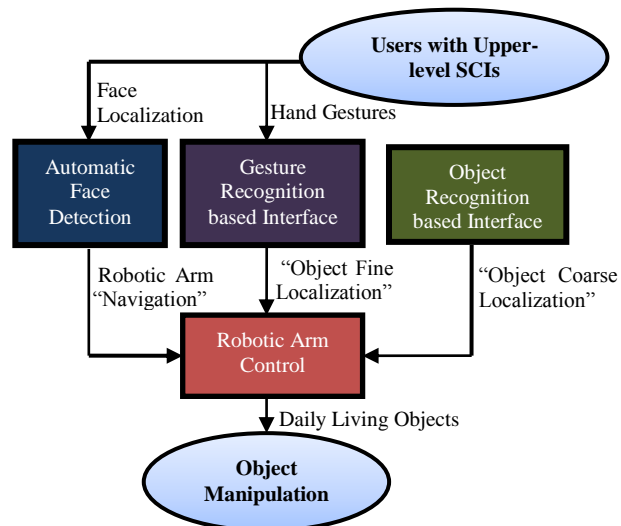 Users with Upper-
level SCIs
Face
Localization
Hand Gestures
Automatic
Face
Detection
Gesture
Recognition
based Interface
Object
Recognition
based Interface
Robotic Arm
“Navigation”
“Object Fine
Localization”
“Object Coarse
Localization”
Robotic Arm
Control
Daily Living Objects
Object
Manipulation